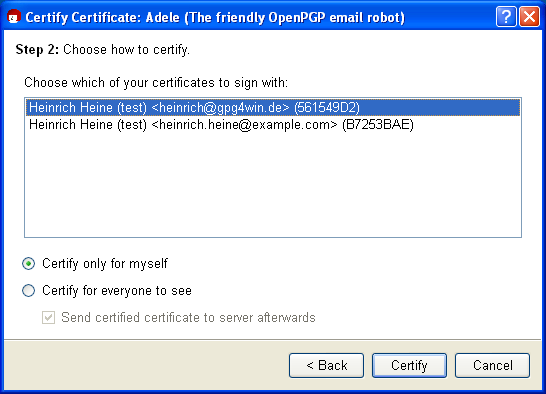 Certify Certificate: Adele (The friendly OpenPGP email robot)
Step 2: Choose how to certify.
Choose which of your certificates to sign with:
Heinrich Heine (test) <heinrich@gpg4win.de> (561549D2)
Heinrich Heine (test) <heinrich.heine@example.com> (B7253BAE)
Certify only for myself
Certify for everyone to see
Send certified certificate to server afterwards
< Back Certify Cancel